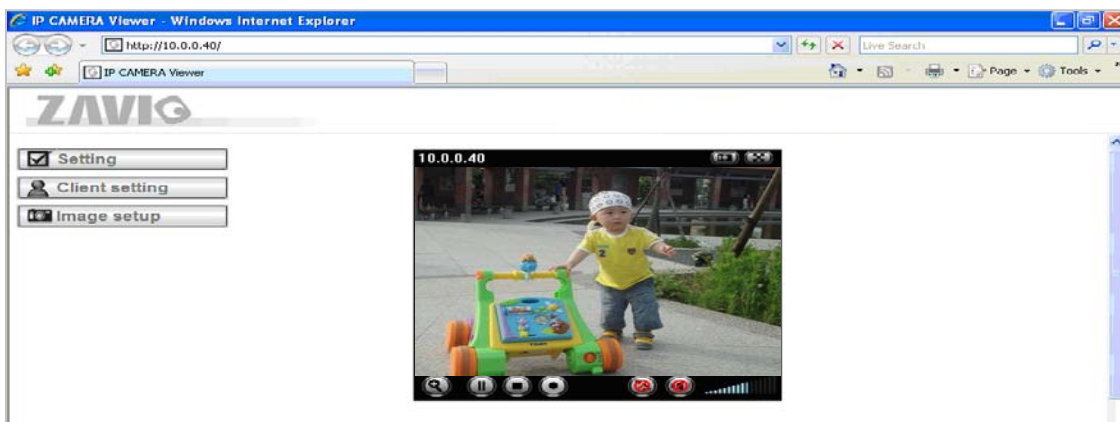 IP CAMERA Viewer - Windows Internet Explorer
http://10.0.0.40/
Live Search
IP CAMERA Viewer
Page
Tools
ZAVIO
Setting
Client setting
Image setup
10.0.0.40